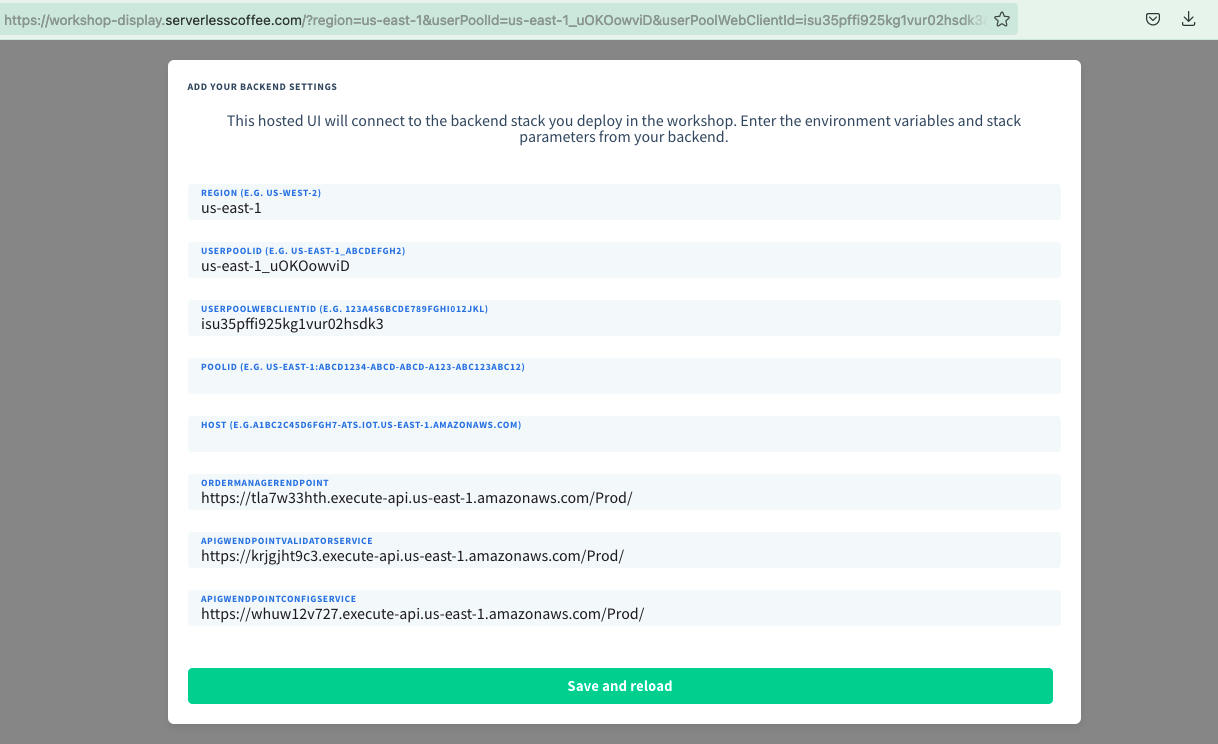 https://workshop-display.serverlesscoffee.com/?region=us-east-1&userPoolId=us-east-1_uOKOowviD&userPoolWebClientId=isu35pffi925kg1vur02hsdk3
ADD YOUR BACKEND SETTINGS
This hosted UI will connect to the backend stack you deploy in the workshop. Enter the environment variables and stack
parameters from your backend.
REGION (E.G. US-WEST-2)
us-east-1
USERPOOLID (E.G. US-EAST-1_ABCDEFGH2)
us-east-1_uOKOowviD
USERPOOLWEBCLIENTID (E.G. 123A456BCDE789FGHI012JKL)
isu35pffi925kg1vur02hsdk3
POOLID (E.G. US-EAST-1:ABCD1234-ABCD-ABCD-A123-ABC123ABC12)
HOST (E.G.A1BC2C45D6FGH7-ATS.IOT.US-EAST-1.AMAZONAWS.COM)
ORDERMANAGERENDPOINT
https://tla7w33hth.execute-api.us-east-1.amazonaws.com/Prod/
APIGWENDPOINTVALIDATORSERVICE
https://krjgjht9c3.execute-api.us-east-1.amazonaws.com/Prod/
APIGWENDPOINTCONFIGSERVICE
https://whuw12v727.execute-api.us-east-1.amazonaws.com/Prod/
Save and reload